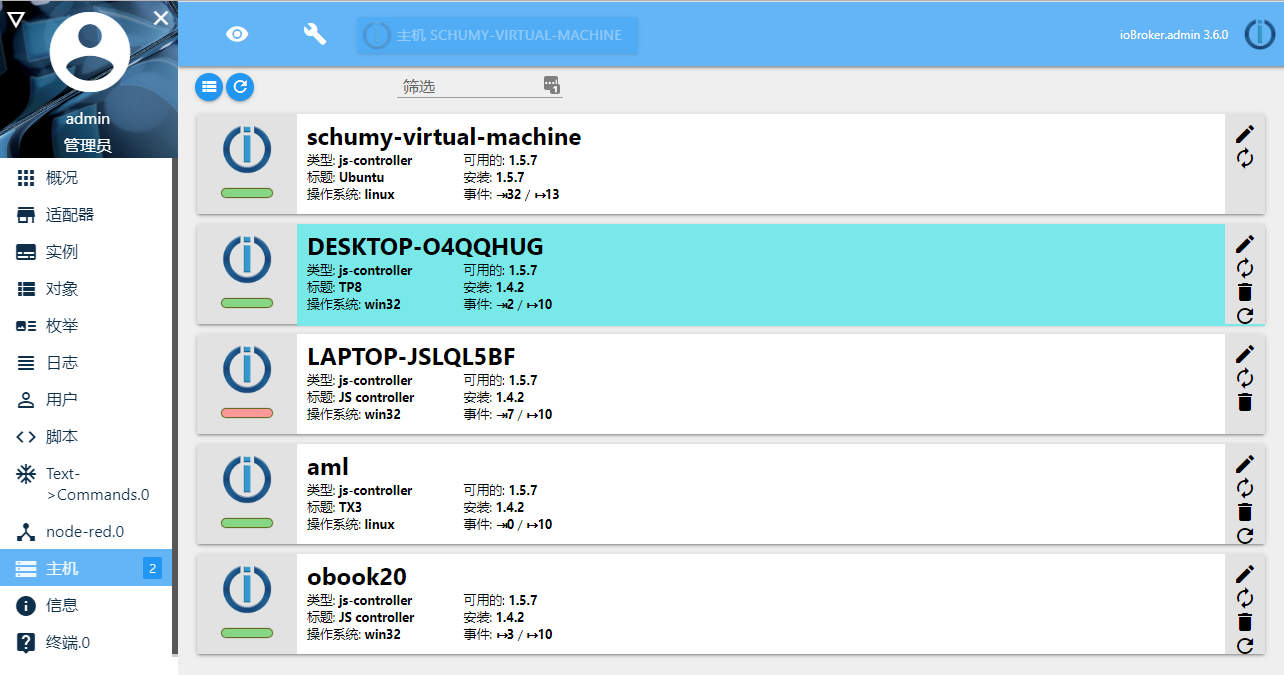 admin
管理员
概况
适配器
实例
对象
枚举
日志
用户
脚本
Text-
>Commands.0
node-red.0
主机 2
信息
终端.0
主机 SCHUMY-VIRTUAL-MACHINE
ioBroker.admin 3.6.0
筛选
schumy-virtual-machine
类型: js-controller 可用的: 1.5.7
标题: Ubuntu 安装: 1.5.7
操作系统: linux 事件: ⇥32 / ↦13
DESKTOP-O4QQHUG
类型: js-controller 可用的: 1.5.7
标题: TP8 安装: 1.4.2
操作系统: win32 事件: ⇥2 / ↦10
LAPTOP-JSLQL5BF
类型: js-controller 可用的: 1.5.7
标题: JS controller 安装: 1.4.2
操作系统: win32 事件: ⇥7 / ↦10
aml
类型: js-controller 可用的: 1.5.7
标题: TX3 安装: 1.4.2
操作系统: linux 事件: ⇥0 / ↦10
obook20
类型: js-controller 可用的: 1.5.7
标题: JS controller 安装: 1.4.2
操作系统: win32 事件: ↦3 / ↦10